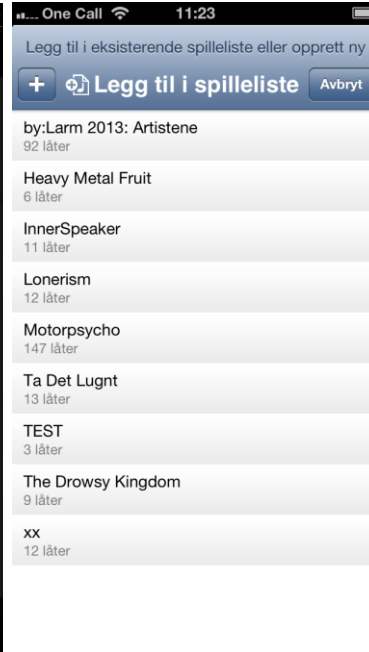 One Call 11:23
Legg til i eksisterende spilleliste eller opprett ny
+ Legg til i spilleliste Avbryt
by:Larm 2013: Artistene
92 låter
Heavy Metal Fruit
6 låter
InnerSpeaker
11 låter
Lonerism
12 låter
Motorpsycho
147 låter
Ta Det Lugnt
13 låter
TEST
3 låter
The Drowsy Kingdom
9 låter
xx
12 låter